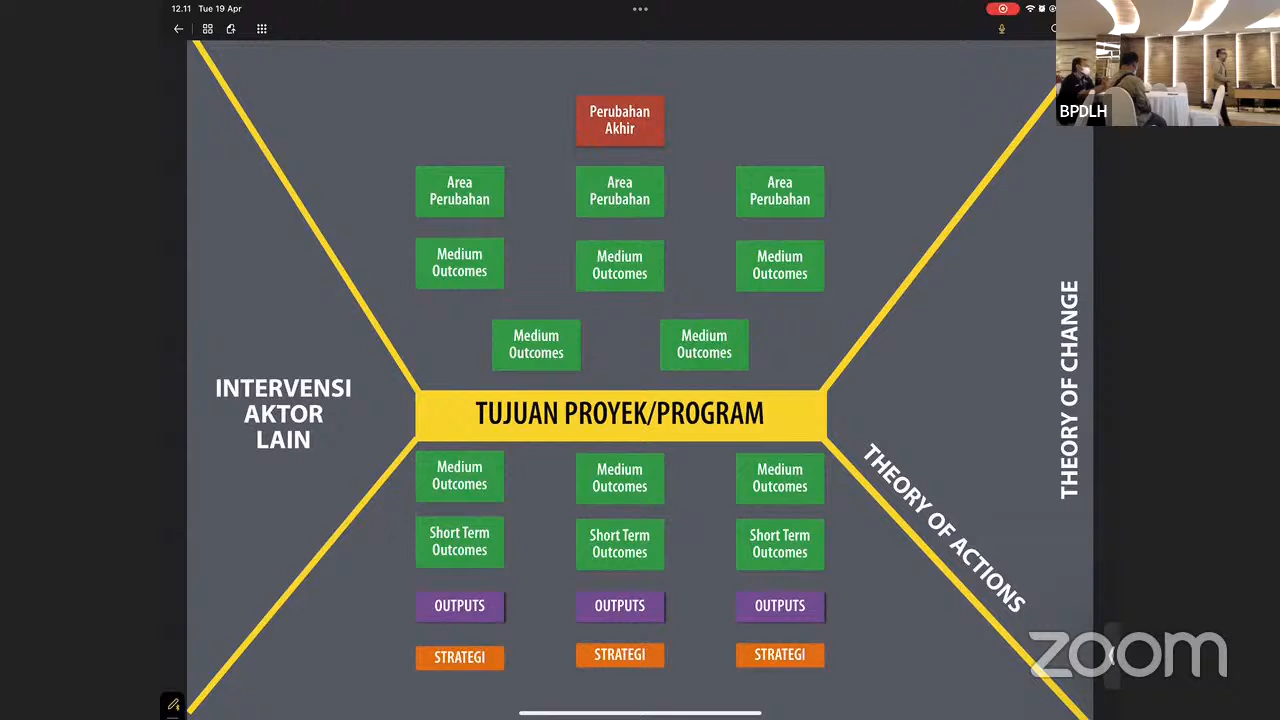 12.11 Tue 19 Apr
BPDLH
Perubahan
Akhir
Area
Perubahan
Area
Perubahan
Area
Perubahan
Medium
Outcomes
Medium
Outcomes
Medium
Outcomes
Medium
Outcomes
Medium
Outcomes
INTERVENSI
AKTOR
LAIN
TUJUAN PROYEK/PROGRAM
THEORY OF CHANGE
THEORY OF ACTIONS
Medium
Outcomes
Medium
Outcomes
Medium
Outcomes
Short Term
Outcomes
Short Term
Outcomes
Short Term
Outcomes
OUTPUTS
OUTPUTS
OUTPUTS
STRATEGI
STRATEGI
STRATEGI
zoom